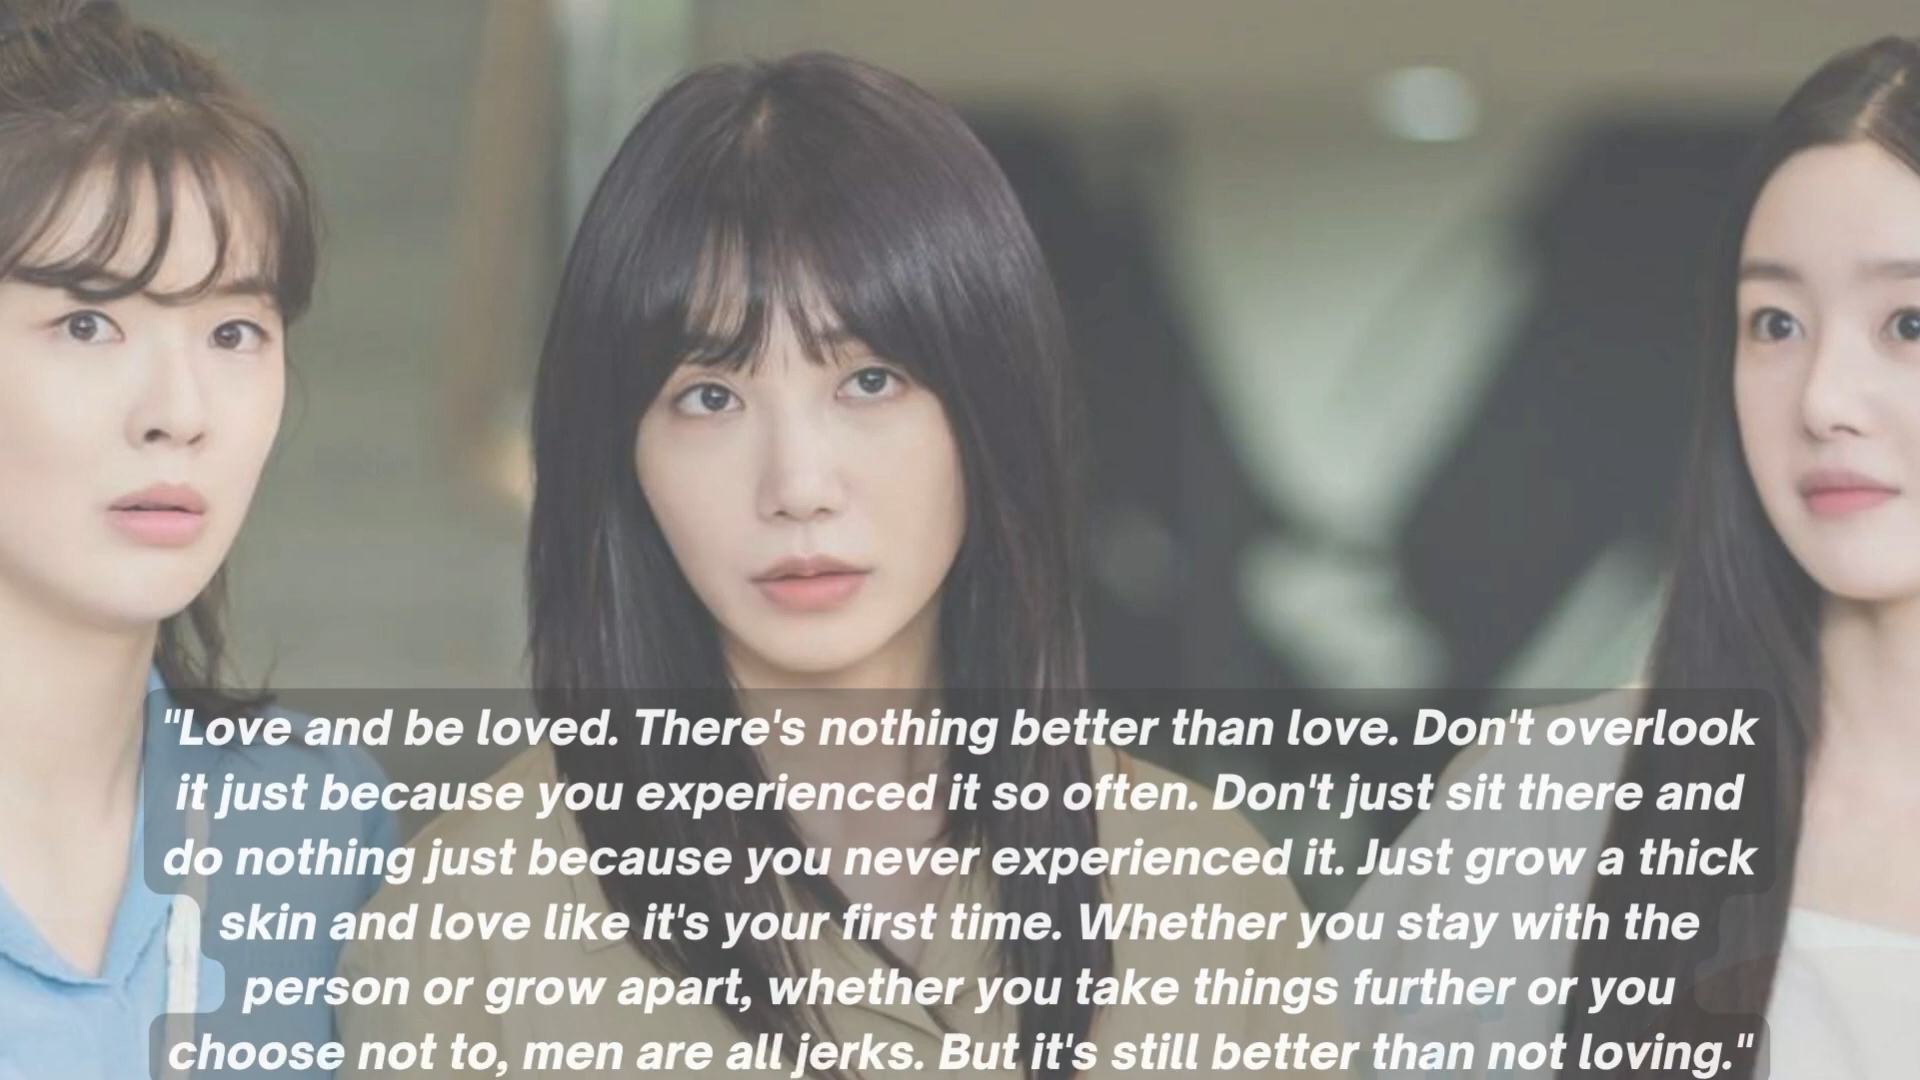 "Love and be loved. There's nothing better than love. Don't overlook
it just because you experienced it so often. Don't just sit there and
do nothing just because you never experienced it. Just grow a thick
skin and love like it's your first time. Whether you stay with the
person or grow apart, whether you take things further or you
choose not to, men are all jerks. But it's still better than not loving."